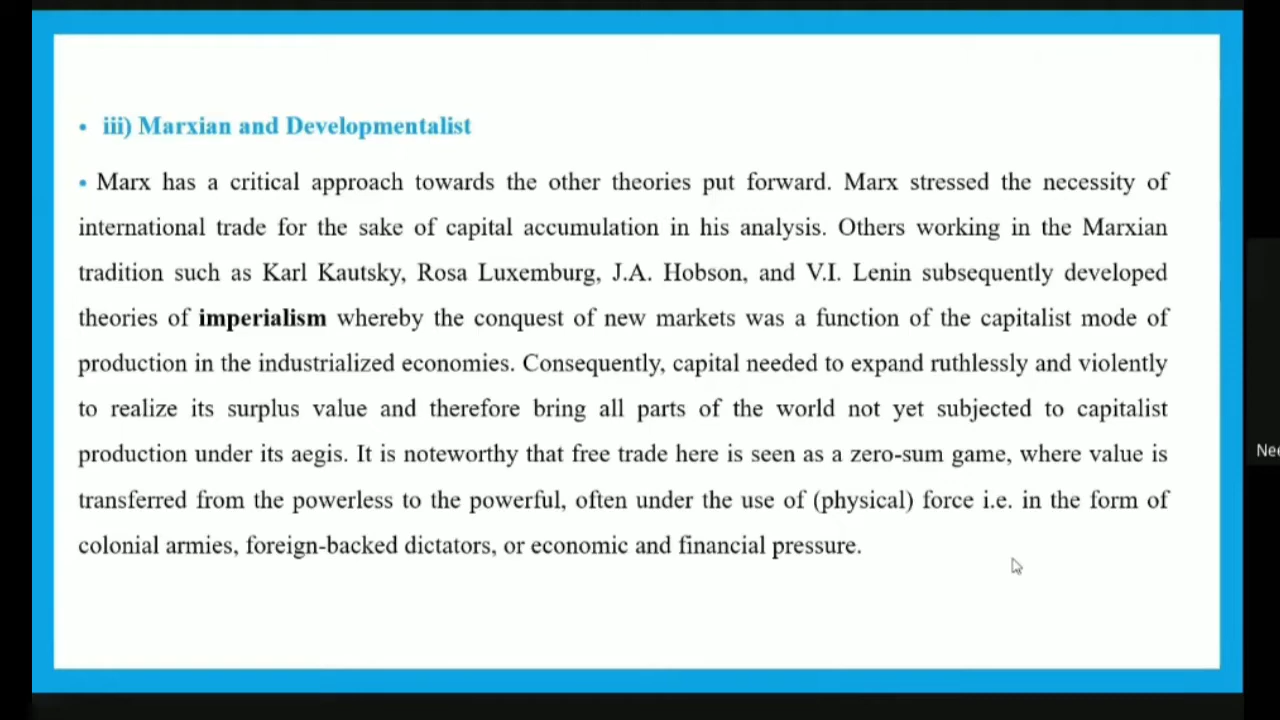 • iii) Marxian and Developmentalist
• Marx has a critical approach towards the other theories put forward. Marx stressed the necessity of
international trade for the sake of capital accumulation in his analysis. Others working in the Marxian
tradition such as Karl Kautsky, Rosa Luxemburg, J.A. Hobson, and V.I. Lenin subsequently developed
theories of imperialism whereby the conquest of new markets was a function of the capitalist mode of
production in the industrialized economies. Consequently, capital needed to expand ruthlessly and violently
to realize its surplus value and therefore bring all parts of the world not yet subjected to capitalist
production under its aegis. It is noteworthy that free trade here is seen as a zero-sum game, where value is
transferred from the powerless to the powerful, often under the use of (physical) force i.e. in the form of
colonial armies, foreign-backed dictators, or economic and financial pressure.